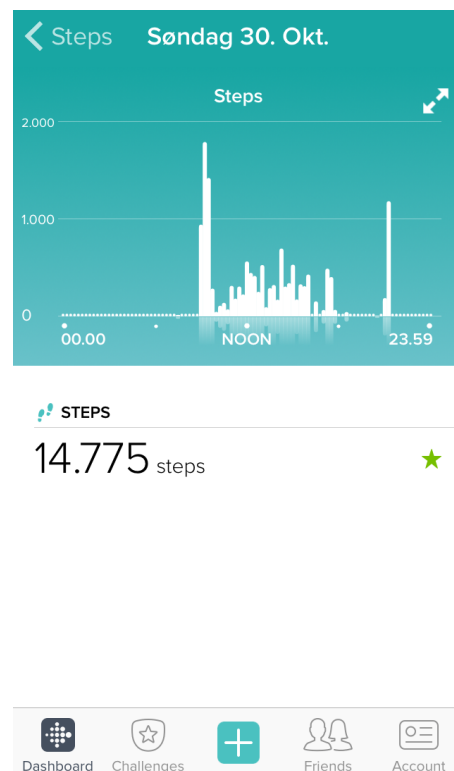 Steps Søndag 30. Okt.
Steps
2.000
1.000
0
00.00 NOON 23.59
STEPS
14.775 steps
Dashboard Challenges Friends Account